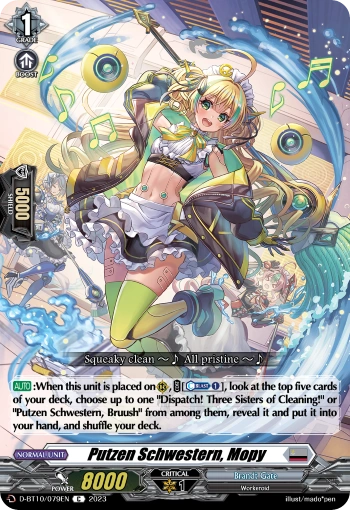 1
GRADE
BOOST
5000
SHIELD
Squeaky clean ～♪ All pristine ～♪
AUTO :When this unit is placed on RC, [C BLAST 1], look at the top five cards
of your deck, choose up to one "Dispatch! Three Sisters of Cleaning!" or
"Putzen Schwestern, Bruush" from among them, reveal it and put it into
your hand, and shuffle your deck.
NORMAL UNIT
Putzen Schwestern, Mopy
POWER 8000
CRITICAL
1
Brandt Gate
Workeroid
D D-BT10/079EN C 2023
illust/mado*pen